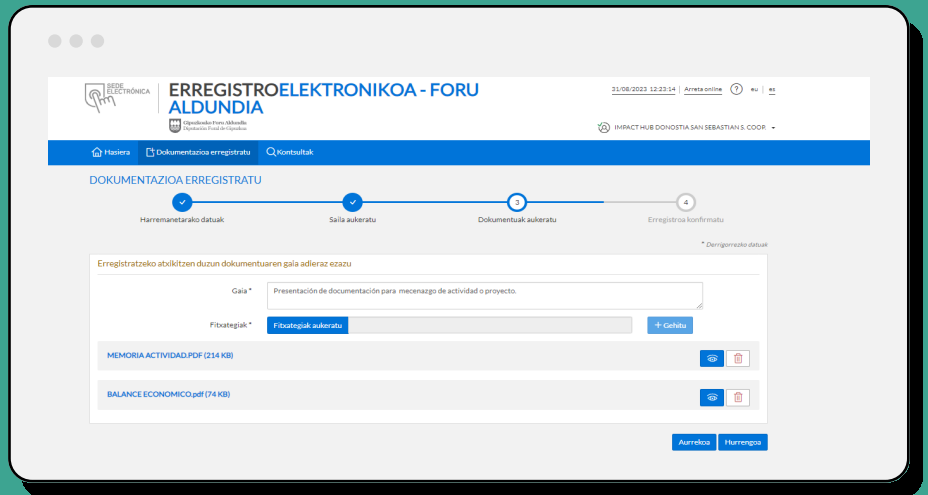 SEDE
ELECTRÓNICA
ERREGISTROELEKTRONIKOA - FORU
ALDUNDIA
Gipuzkoako Foru Aldundia
Diputación Foral de Gipuzkoa
31/08/2023 12:23:14 | Arreta online ? eu | es
IMPACT HUB DONOSTIA SAN SEBASTIAN S. COOP.
Hasiera Dokumentazioa erregistratu Kontsultak
DOKUMENTAZIOA ERREGISTRATU
3 4
Harremanetarako datuak Saila aukeratu Dokumentuak aukeratu Erregistroa konfirmatu
* Derrigorrezko datuak
Erregistratzeko atxikitzen duzun dokumentuaren gaia adieraz ezazu
Gaia * Presentación de documentación para mecenazgo de actividad o proyecto.
Fitxategiak * Fitxategiak aukeratu + Gehitu
MEMORIA ACTIVIDAD.PDF (214 KB)
BALANCE ECONOMICO.pdf (74 KB)
Aurrekoa Hurrengoa